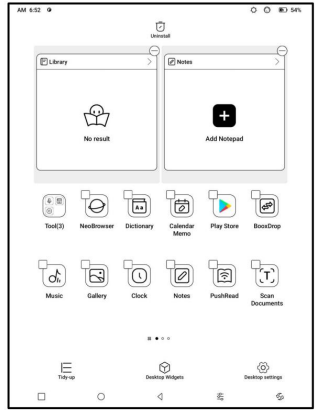 AM 6:52 54%
Uninstall
Library Notes
No result Add Notepad
Aa
Tool(3) NeoBrowser Dictionary Calendar Memo Play Store BooxDrop
T
Music Gallery Clock Notes PushRead Scan Documents
Tidy-up Desktop Widgets Desktop settings